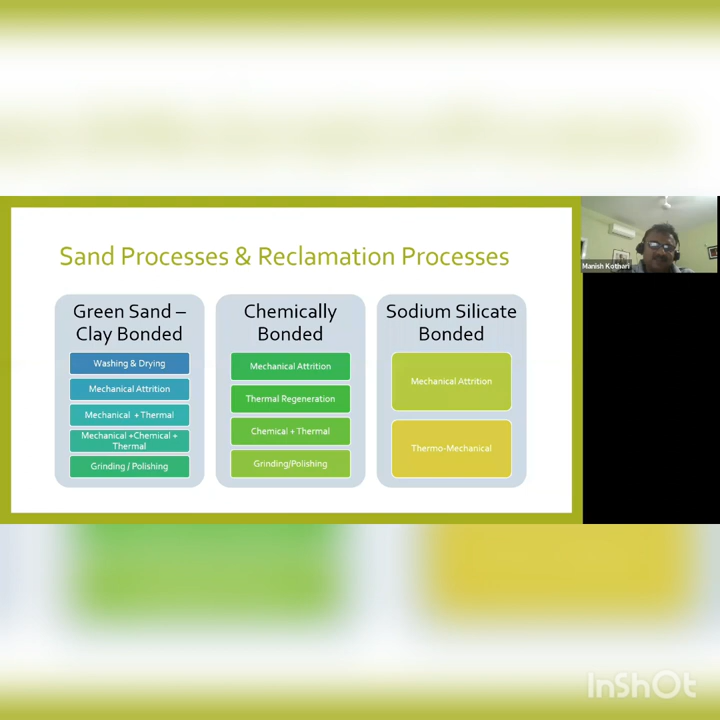 Sand Processes & Reclamation Processes
Green Sand –
Clay Bonded
Washing & Drying
Mechanical Attrition
Mechanical + Thermal
Mechanical +Chemical +
Thermal
Grinding / Polishing
Chemically
Bonded
Mechanical Attrition
Thermal Regeneration
Chemical + Thermal
Grinding/Polishing
Sodium Silicate
Bonded
Mechanical Attrition
Thermo-Mechanical
Manish Kothari
InShOt